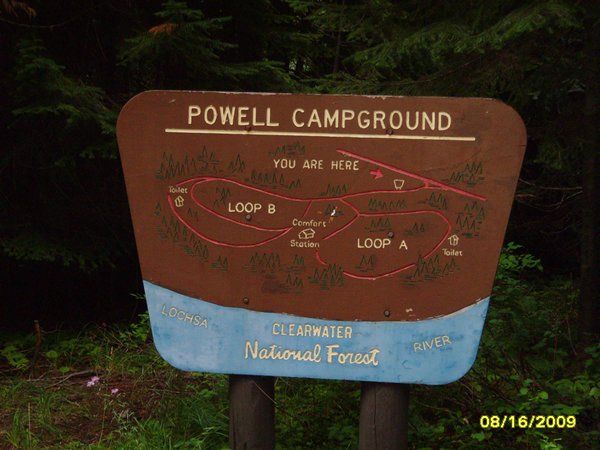 POWELL CAMPGROUND
YOU ARE HERE
Toilet
LOOP B
Comfort
Station
LOOP A
Toilet
LOCHSA
CLEARWATER
National Forest
RIVER
08/16/2009